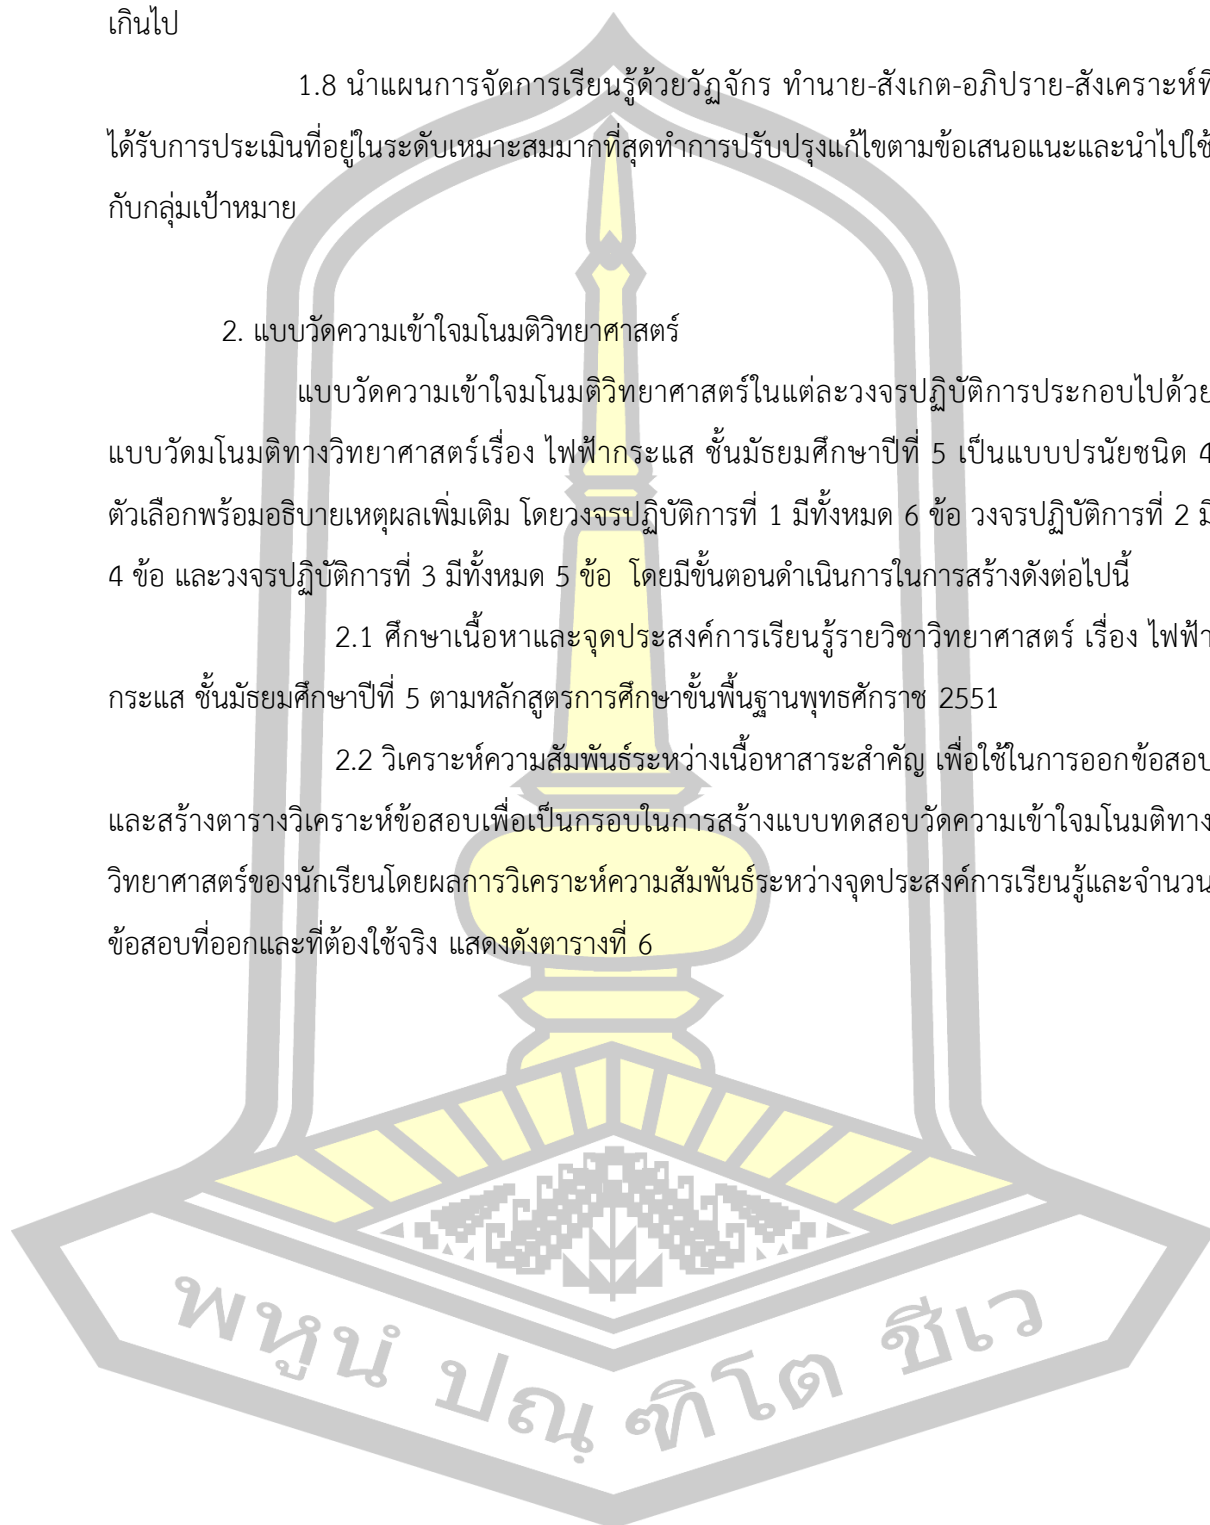 เกินไป
1.8 นำแผนการจัดการเรียนรู้ด้วยวัฏจักร ทำนาย-สังเกต-อภิปราย-สังเคราะห์ที่
ได้รับการประเมินที่อยู่ในระดับเหมาะสมมากที่สุดทำการปรับปรุงแก้ไขตามข้อเสนอแนะและนำไปใช้
กับกลุ่มเป้าหมาย
2. แบบวัดความเข้าใจมโนมติวิทยาศาสตร์
แบบวัดความเข้าใจมโนมติวิทยาศาสตร์ในแต่ละวงจรปฏิบัติการประกอบไปด้วย
แบบวัดมโนมติทางวิทยาศาสตร์เรื่อง ไฟฟ้ากระแส ชั้นมัธยมศึกษาปีที่ 5 เป็นแบบปรนัยชนิด 4
ตัวเลือกพร้อมอธิบายเหตุผลเพิ่มเติม โดยวงจรปฏิบัติการที่ 1 มีทั้งหมด 6 ข้อ วงจรปฏิบัติการที่ 2 มี
4 ข้อ และวงจรปฏิบัติการที่ 3 มีทั้งหมด 5 ข้อ โดยมีขั้นตอนดำเนินการในการสร้างดังต่อไปนี้
2.1 ศึกษาเนื้อหาและจุดประสงค์การเรียนรู้รายวิชาวิทยาศาสตร์ เรื่อง ไฟฟ้า
กระแส ชั้นมัธยมศึกษาปีที่ 5 ตามหลักสูตรการศึกษาขั้นพื้นฐานพุทธศักราช 2551
2.2 วิเคราะห์ความสัมพันธ์ระหว่างเนื้อหาสาระสำคัญ เพื่อใช้ในการออกข้อสอบ
และสร้างตารางวิเคราะห์ข้อสอบเพื่อเป็นกรอบในการสร้างแบบทดสอบวัดความเข้าใจมโนมติทาง
วิทยาศาสตร์ของนักเรียนโดยผลการวิเคราะห์ความสัมพันธ์ระหว่างจุดประสงค์การเรียนรู้และจำนวน
ข้อสอบที่ออกและที่ต้องใช้จริง แสดงดังตารางที่ 6
พหูนํ ปณฺ ฑิโต ชีเว